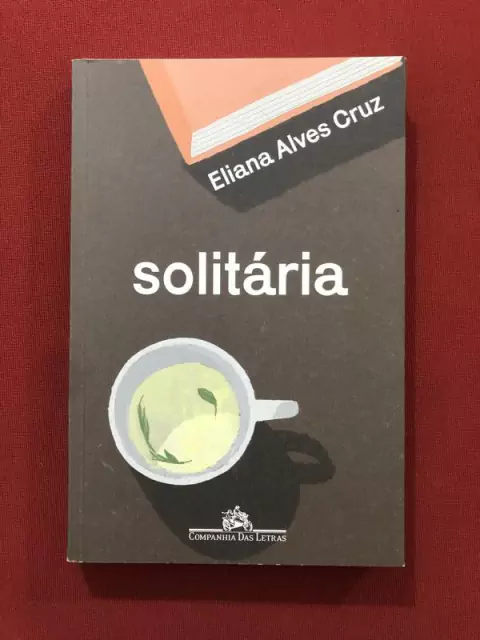 Eliana Alves Cruz
solitária
COMPANHIA DAS LETRAS